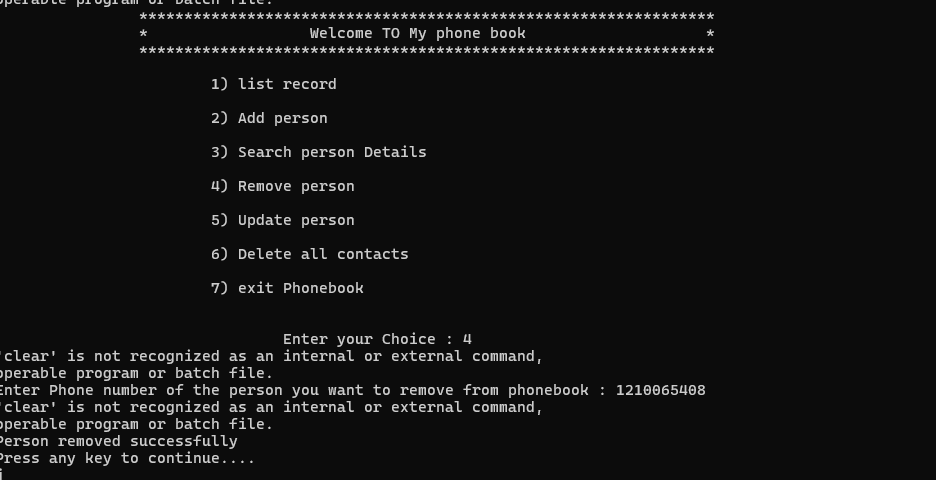 operable program or batch file.
****************************************************************
* Welcome TO My phone book *
****************************************************************
1) list record
2) Add person
3) Search person Details
4) Remove person
5) Update person
6) Delete all contacts
7) exit Phonebook
Enter your Choice : 4
'clear' is not recognized as an internal or external command,
operable program or batch file.
Enter Phone number of the person you want to remove from phonebook : 1210065408
'clear' is not recognized as an internal or external command,
operable program or batch file.
Person removed successfully
Press any key to continue....